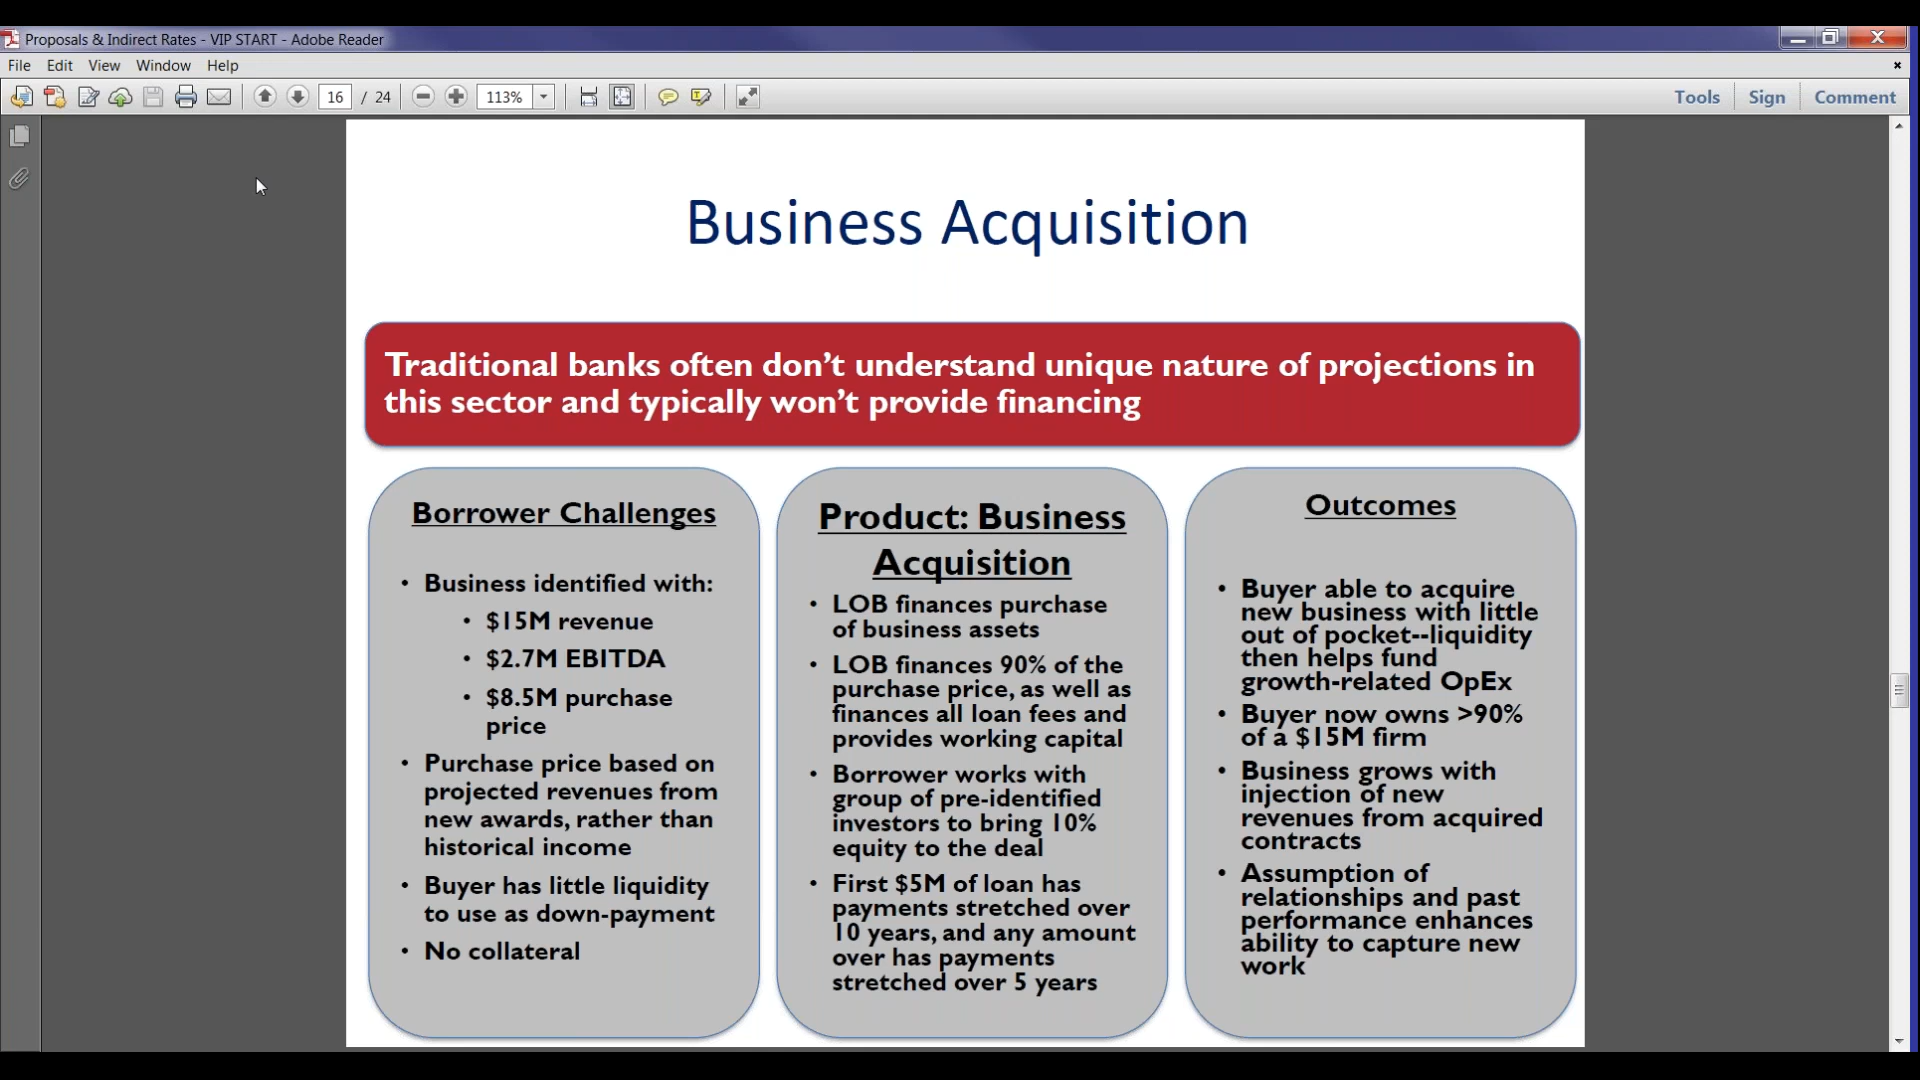 Proposals & Indirect Rates - VIP START - Adobe Reader
File Edit View Window Help
16 / 24 113% Tools Sign Comment
Business Acquisition
Traditional banks often don’t understand unique nature of projections in
this sector and typically won’t provide financing
Borrower Challenges
• Business identified with:
• $15M revenue
• $2.7M EBITDA
• $8.5M purchase
price
• Purchase price based on
projected revenues from
new awards, rather than
historical income
• Buyer has little liquidity
to use as down-payment
• No collateral
Product: Business
Acquisition
• LOB finances purchase
of business assets
• LOB finances 90% of the
purchase price, as well as
finances all loan fees and
provides working capital
• Borrower works with
group of pre-identified
investors to bring 10%
equity to the deal
• First $5M of loan has
payments stretched over
10 years, and any amount
over has payments
stretched over 5 years
Outcomes
• Buyer able to acquire
new business with little
out of pocket--liquidity
then helps fund
growth-related OpEx
• Buyer now owns >90%
of a $15M firm
• Business grows with
injection of new
revenues from acquired
contracts
• Assumption of
relationships and past
performance enhances
ability to capture new
work